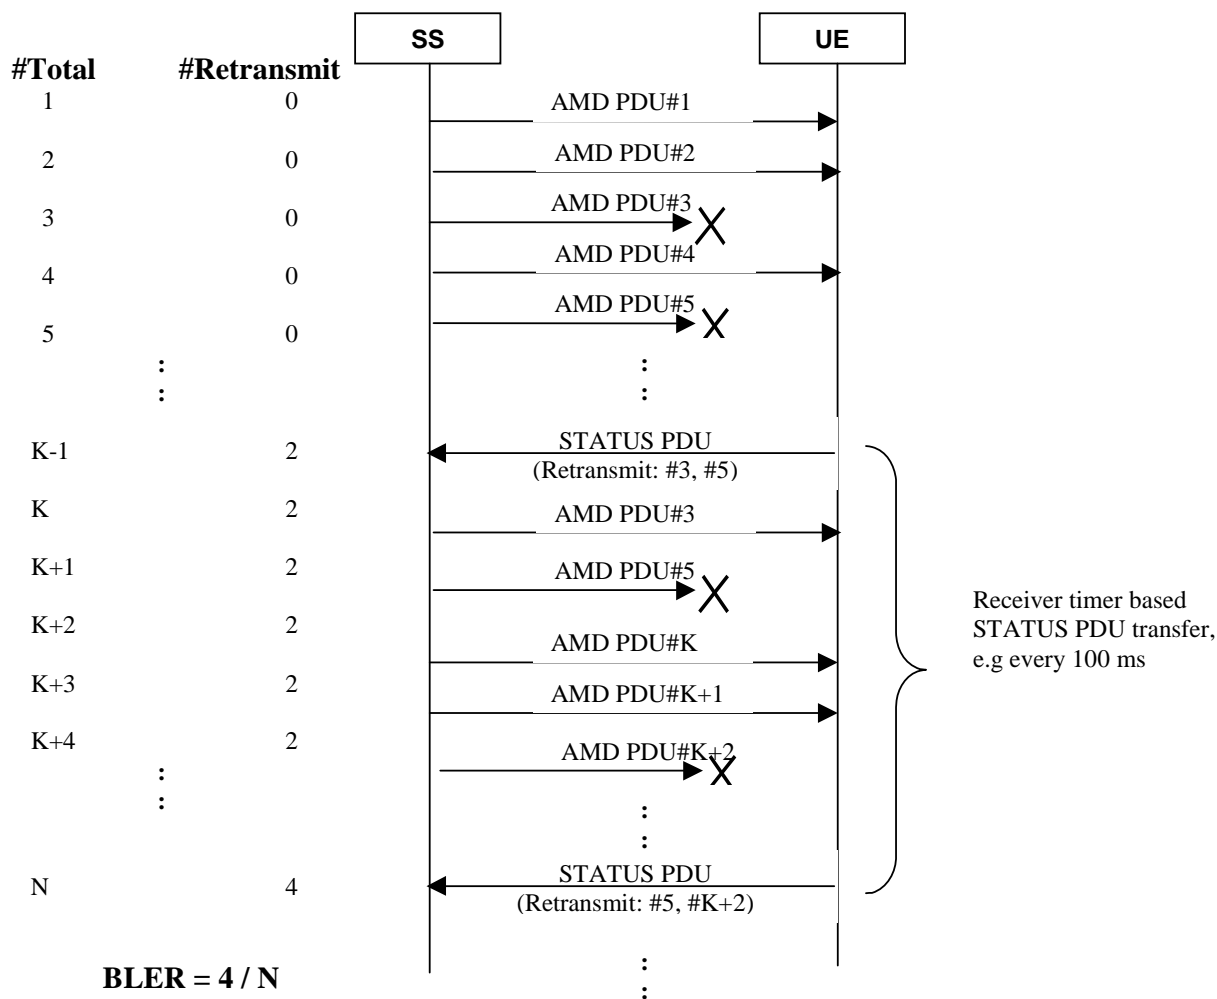 SS UE
#Total #Retransmit
1 0 AMD PDU#1
2 0 AMD PDU#2
3 0 AMD PDU#3
4 0 AMD PDU#4
5 0 AMD PDU#5
: :
: :
K-1 2 STATUS PDU
(Retransmit: #3, #5)
K 2 AMD PDU#3
K+1 2 AMD PDU#5
Receiver timer based
STATUS PDU transfer,
e.g every 100 ms
K+2 2 AMD PDU#K
K+3 2 AMD PDU#K+1
K+4 2 AMD PDU#K+2
: :
: :
N 4 STATUS PDU
(Retransmit: #5, #K+2)
BLER = 4 / N
:
: